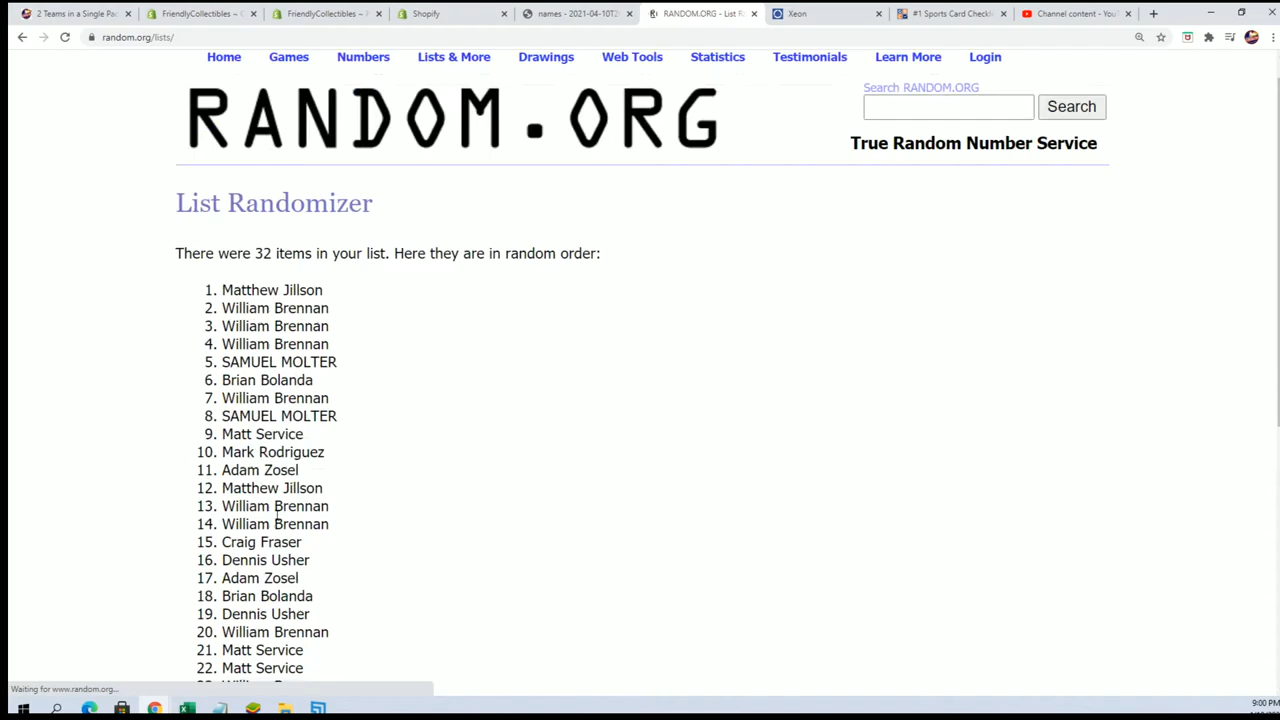 2 Teams in a Single Pac
FriendlyCollectibles ~
FriendlyCollectibles ~
Shopify
names - 2021-04-10T2
RANDOM.ORG - List R
Xeon
#1 Sports Card Checkl
Channel content - You
random.org/lists/
Home Games Numbers Lists & More Drawings Web Tools Statistics Testimonials Learn More Login
Search RANDOM.ORG
RANDOM.ORG
Search
True Random Number Service
List Randomizer
There were 32 items in your list. Here they are in random order:
1. Matthew Jillson
2. William Brennan
3. William Brennan
4. William Brennan
5. SAMUEL MOLTER
6. Brian Bolanda
7. William Brennan
8. SAMUEL MOLTER
9. Matt Service
10. Mark Rodriguez
11. Adam Zosel
12. Matthew Jillson
13. William Brennan
14. William Brennan
15. Craig Fraser
16. Dennis Usher
17. Adam Zosel
18. Brian Bolanda
19. Dennis Usher
20. William Brennan
21. Matt Service
22. Matt Service
Waiting for www.random.org...
9:00 PM